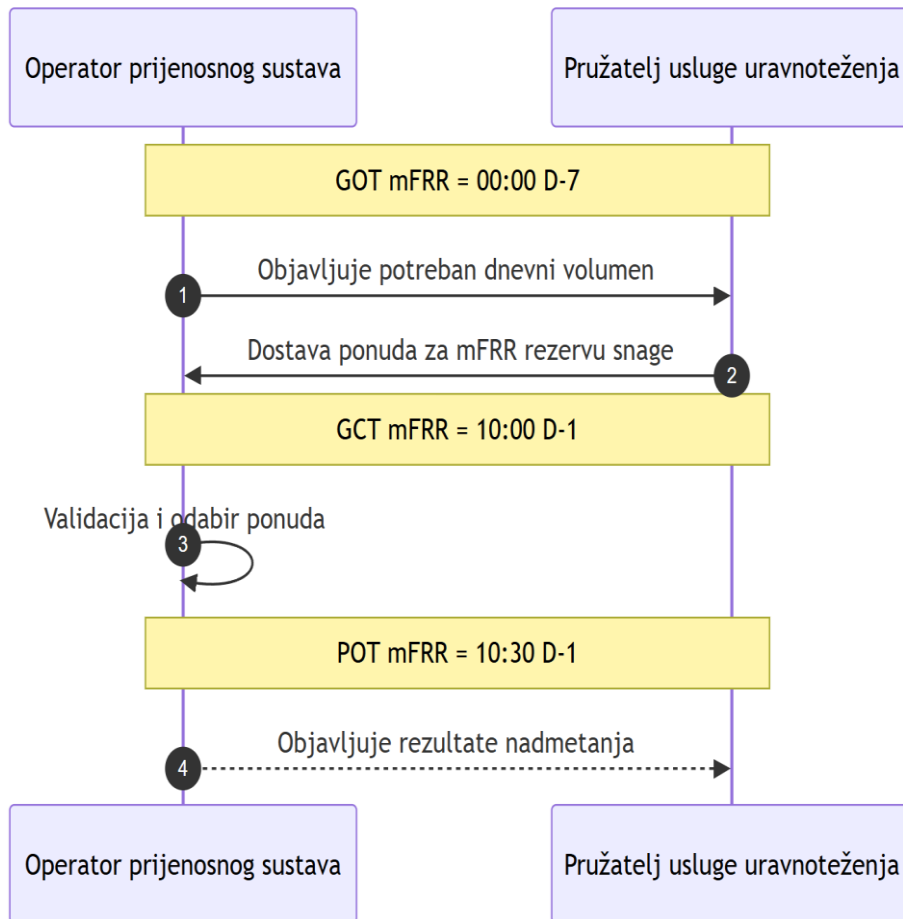 Operator prijenosnog sustava
Pružatelj usluge uravnoteženja
GOT mFRR = 00:00 D-7
Objavljuje potreban dnevni volumen
1
Dostava ponuda za mFRR rezervu snage
2
GCT mFRR = 10:00 D-1
Validacija i odabir ponuda
3
POT mFRR = 10:30 D-1
Objavljuje rezultate nadmetanja
4
Operator prijenosnog sustava
Pružatelj usluge uravnoteženja